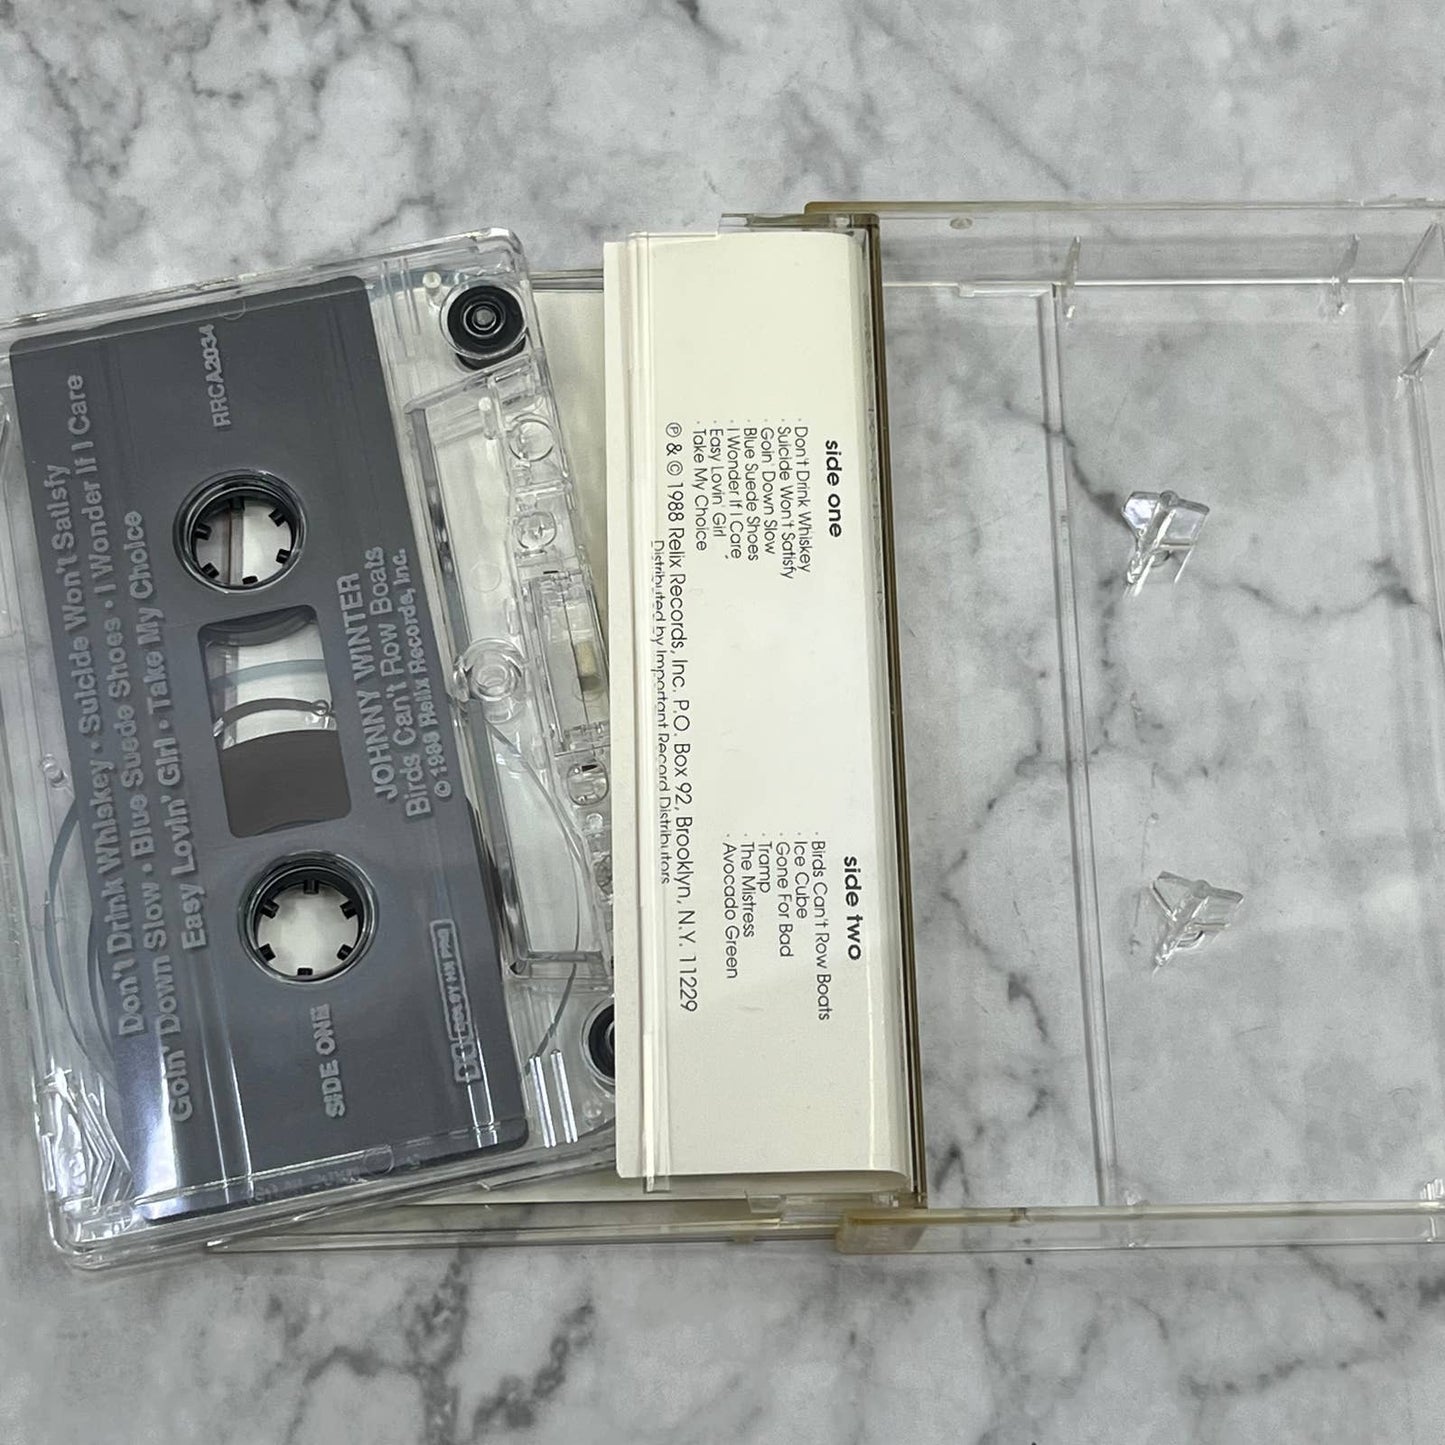 RRCA2034
Don't Drink Whiskey • Suicide Won't Satisfy
Goin' Down Slow • Blue Suede Shoes • I Wonder If I Care
Easy Lovin' Girl • Take My Choice
JOHNNY WINTER
Birds Can't Row Boats
© 1988 Relix Records, Inc.
SIDE ONE
DOLBY HX PRO
side one
· Don't Drink Whiskey
· Suicide Won't Satisfy
· Goin' Down Slow
· Blue Suede Shoes
· I Wonder If I Care
· Easy Lovin' Girl
· Take My Choice
side two
· Birds Can't Row Boats
· Ice Cube
· Gone For Bad
· Tramp
· The Mistress
· Avocado Green
℗ & © 1988 Relix Records, Inc. P.O. Box 92, Brooklyn, N.Y. 11229
Distributed by Important Record Distributors